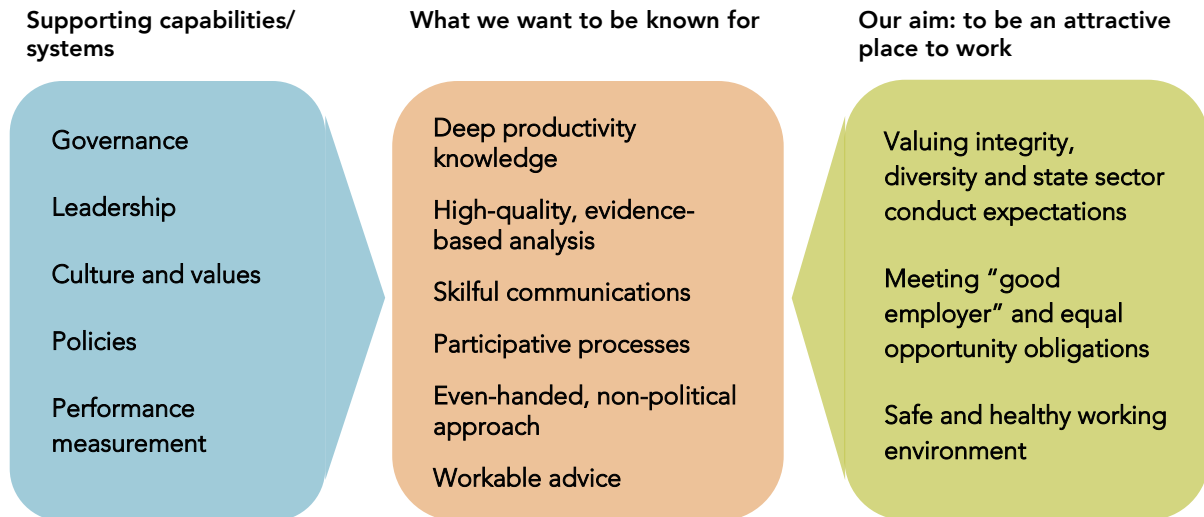 Supporting capabilities/
systems
Governance
Leadership
Culture and values
Policies
Performance
measurement
What we want to be known for
Deep productivity
knowledge
High-quality, evidence-
based analysis
Skilful communications
Participative processes
Even-handed, non-political
approach
Workable advice
Our aim: to be an attractive
place to work
Valuing integrity,
diversity and state sector
conduct expectations
Meeting “good
employer” and equal
opportunity obligations
Safe and healthy working
environment